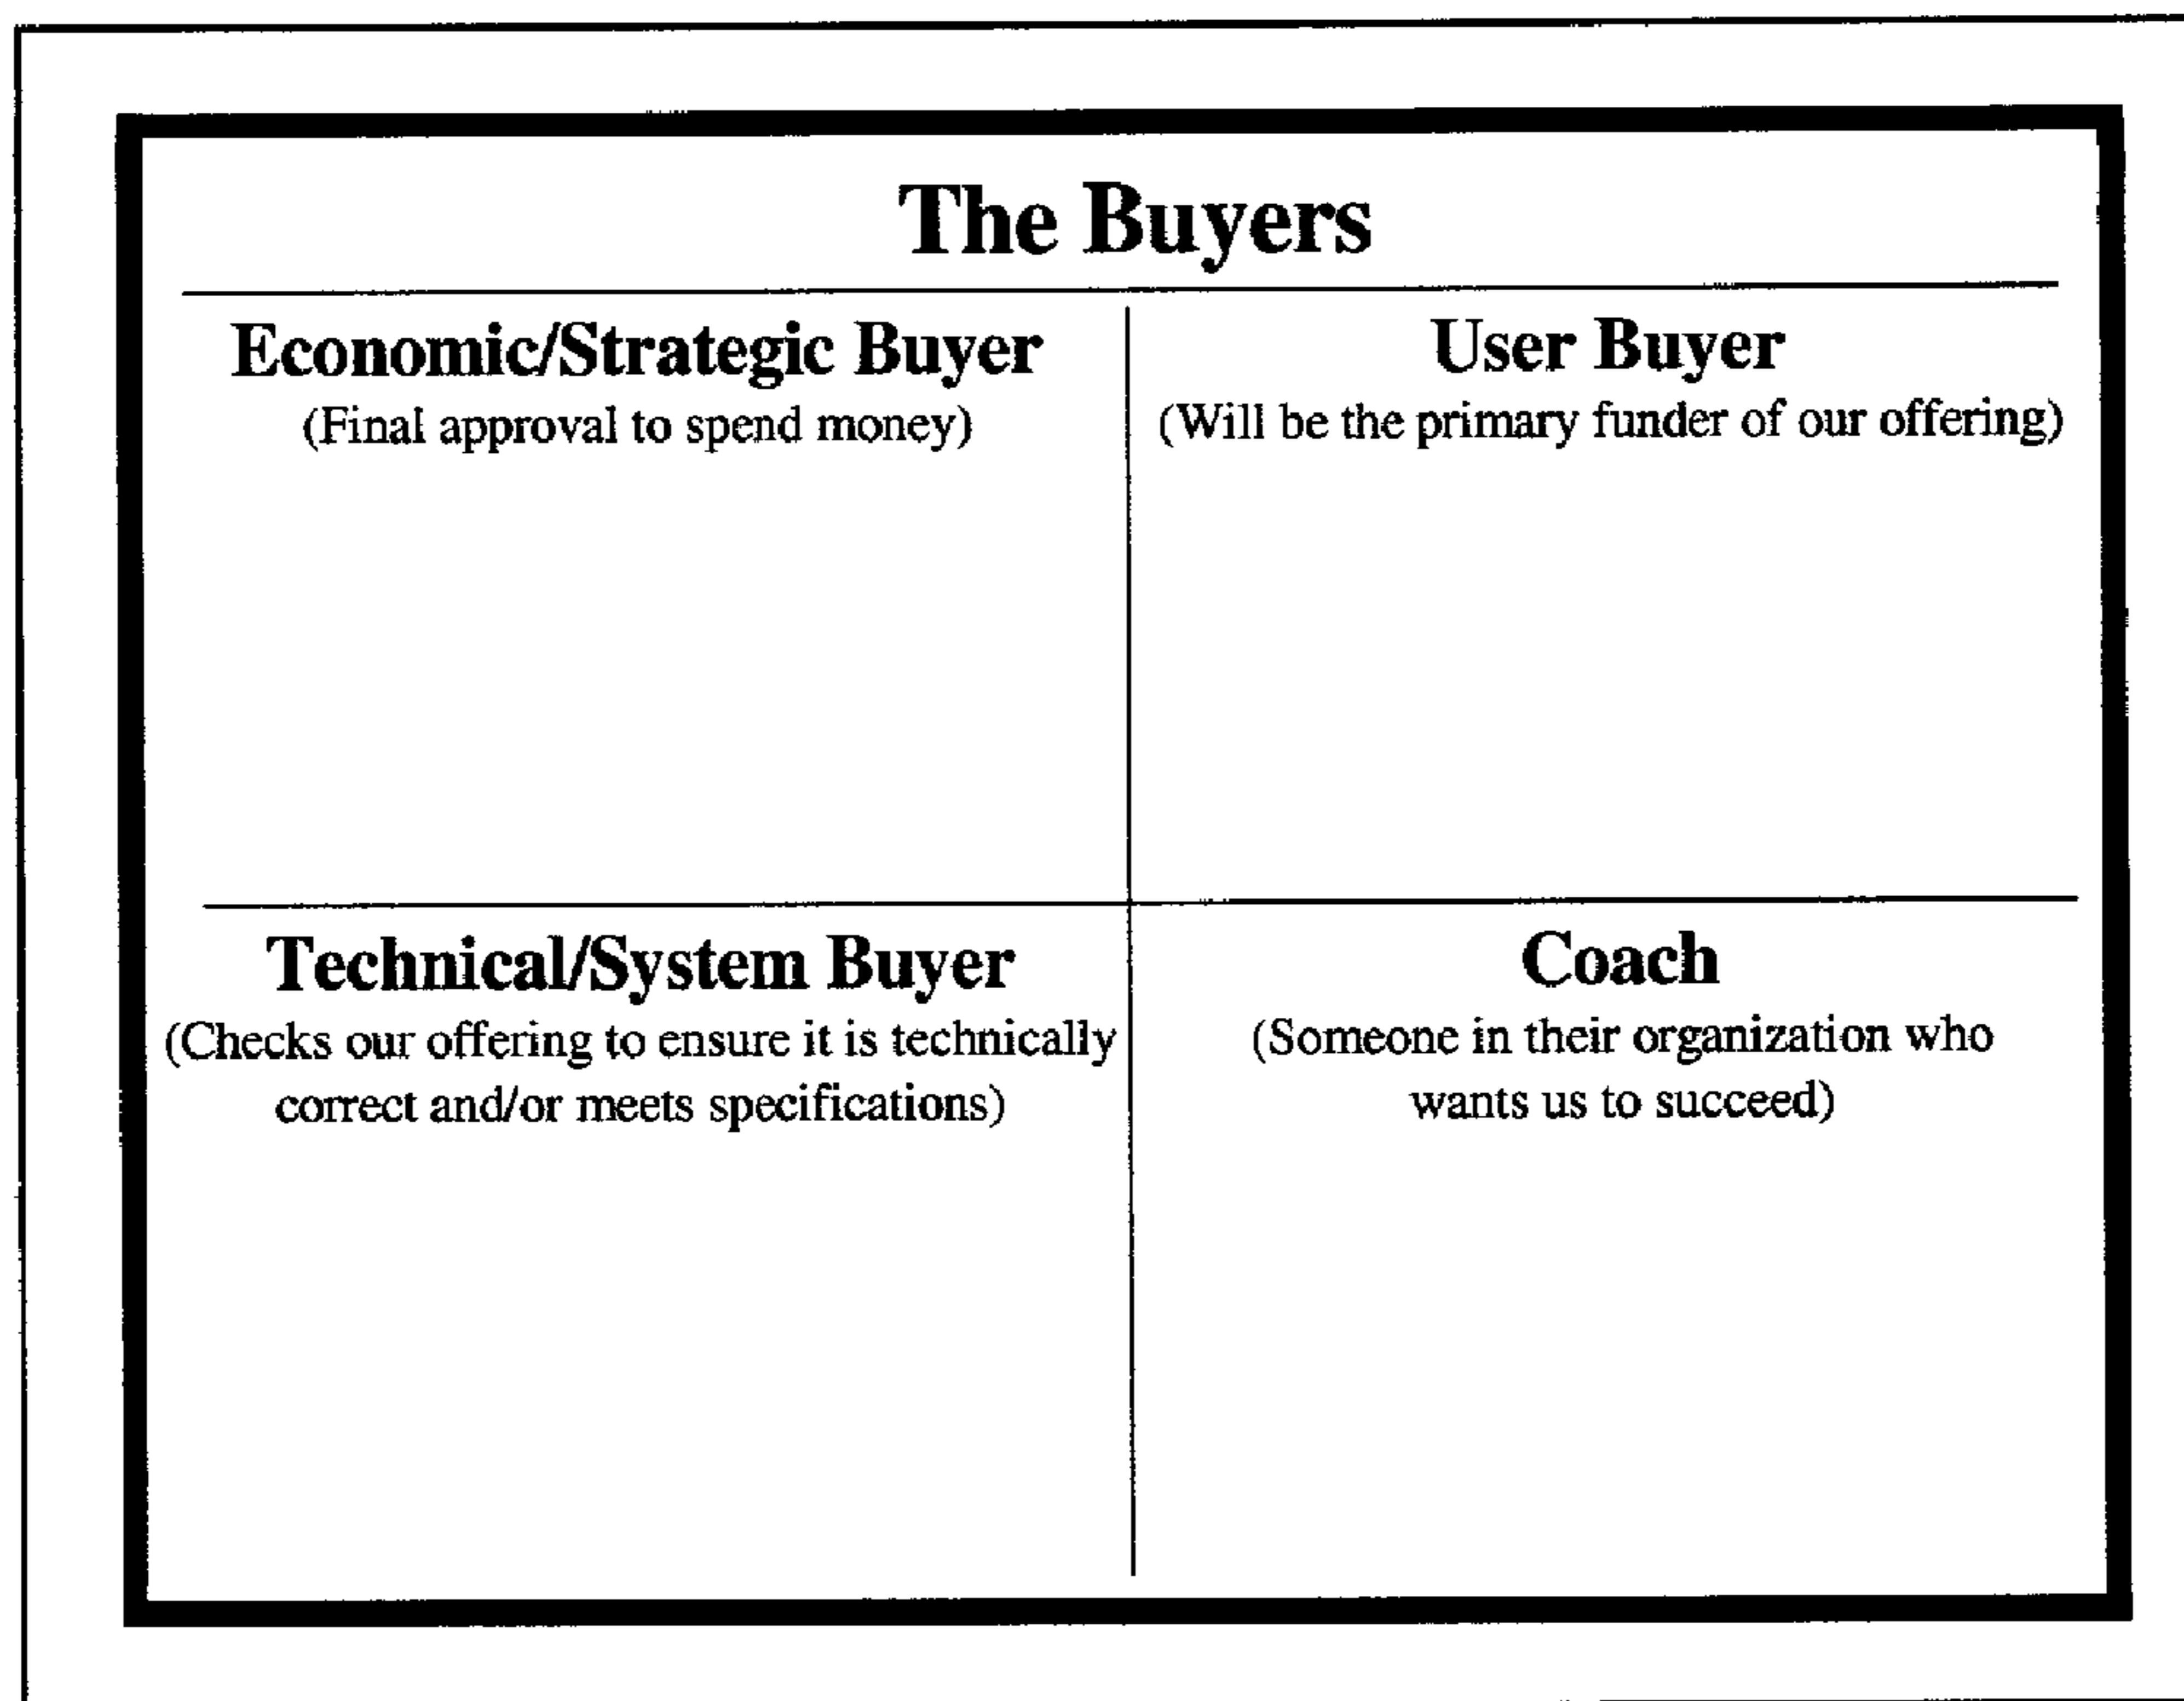 The Buyers
Economic/Strategic Buyer
(Final approval to spend money)
User Buyer
(Will be the primary funder of our offering)
Technical/System Buyer
(Checks our offering to ensure it is technically
correct and/or meets specifications)
Coach
(Someone in their organization who
wants us to succeed)